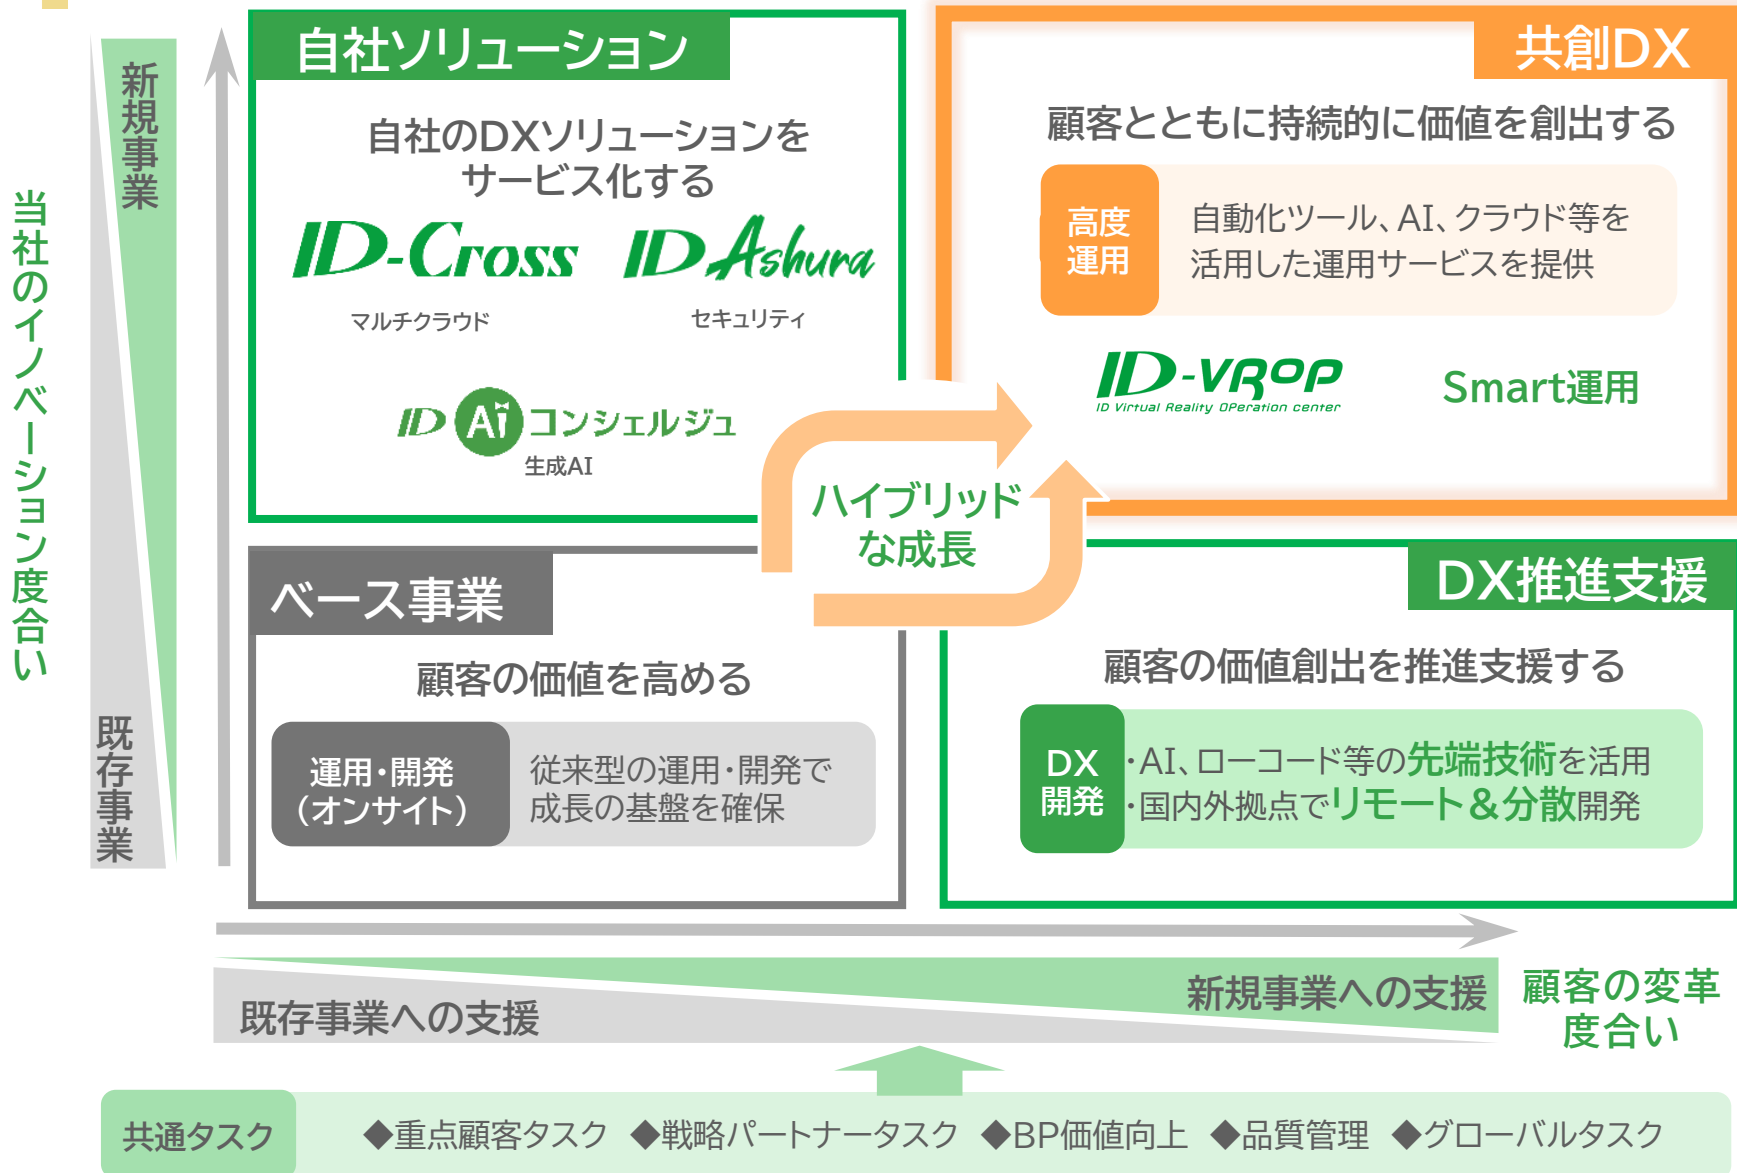 当社のイノベーション度合い
新規事業
既存事業
自社ソリューション
自社のDXソリューションを
サービス化する
ID-Cross
マルチクラウド
ID Ashura
セキュリティ
ID Ai コンシェルジュ
生成AI
共創DX
顧客とともに持続的に価値を創出する
高度
運用
自動化ツール、AI、クラウド等を
活用した運用サービスを提供
ID-VROP
ID Virtual Reality OPeration center
Smart運用
ハイブリッド
な成長
ベース事業
顧客の価値を高める
運用・開発
（オンサイト）
従来型の運用・開発で
成長の基盤を確保
DX推進支援
顧客の価値創出を推進支援する
DX
開発
・AI、ローコード等の先端技術を活用
・国内外拠点でリモート＆分散開発
既存事業への支援
新規事業への支援
顧客の変革
度合い
共通タスク
◆重点顧客タスク ◆戦略パートナータスク ◆BP価値向上 ◆品質管理 ◆グローバルタスク